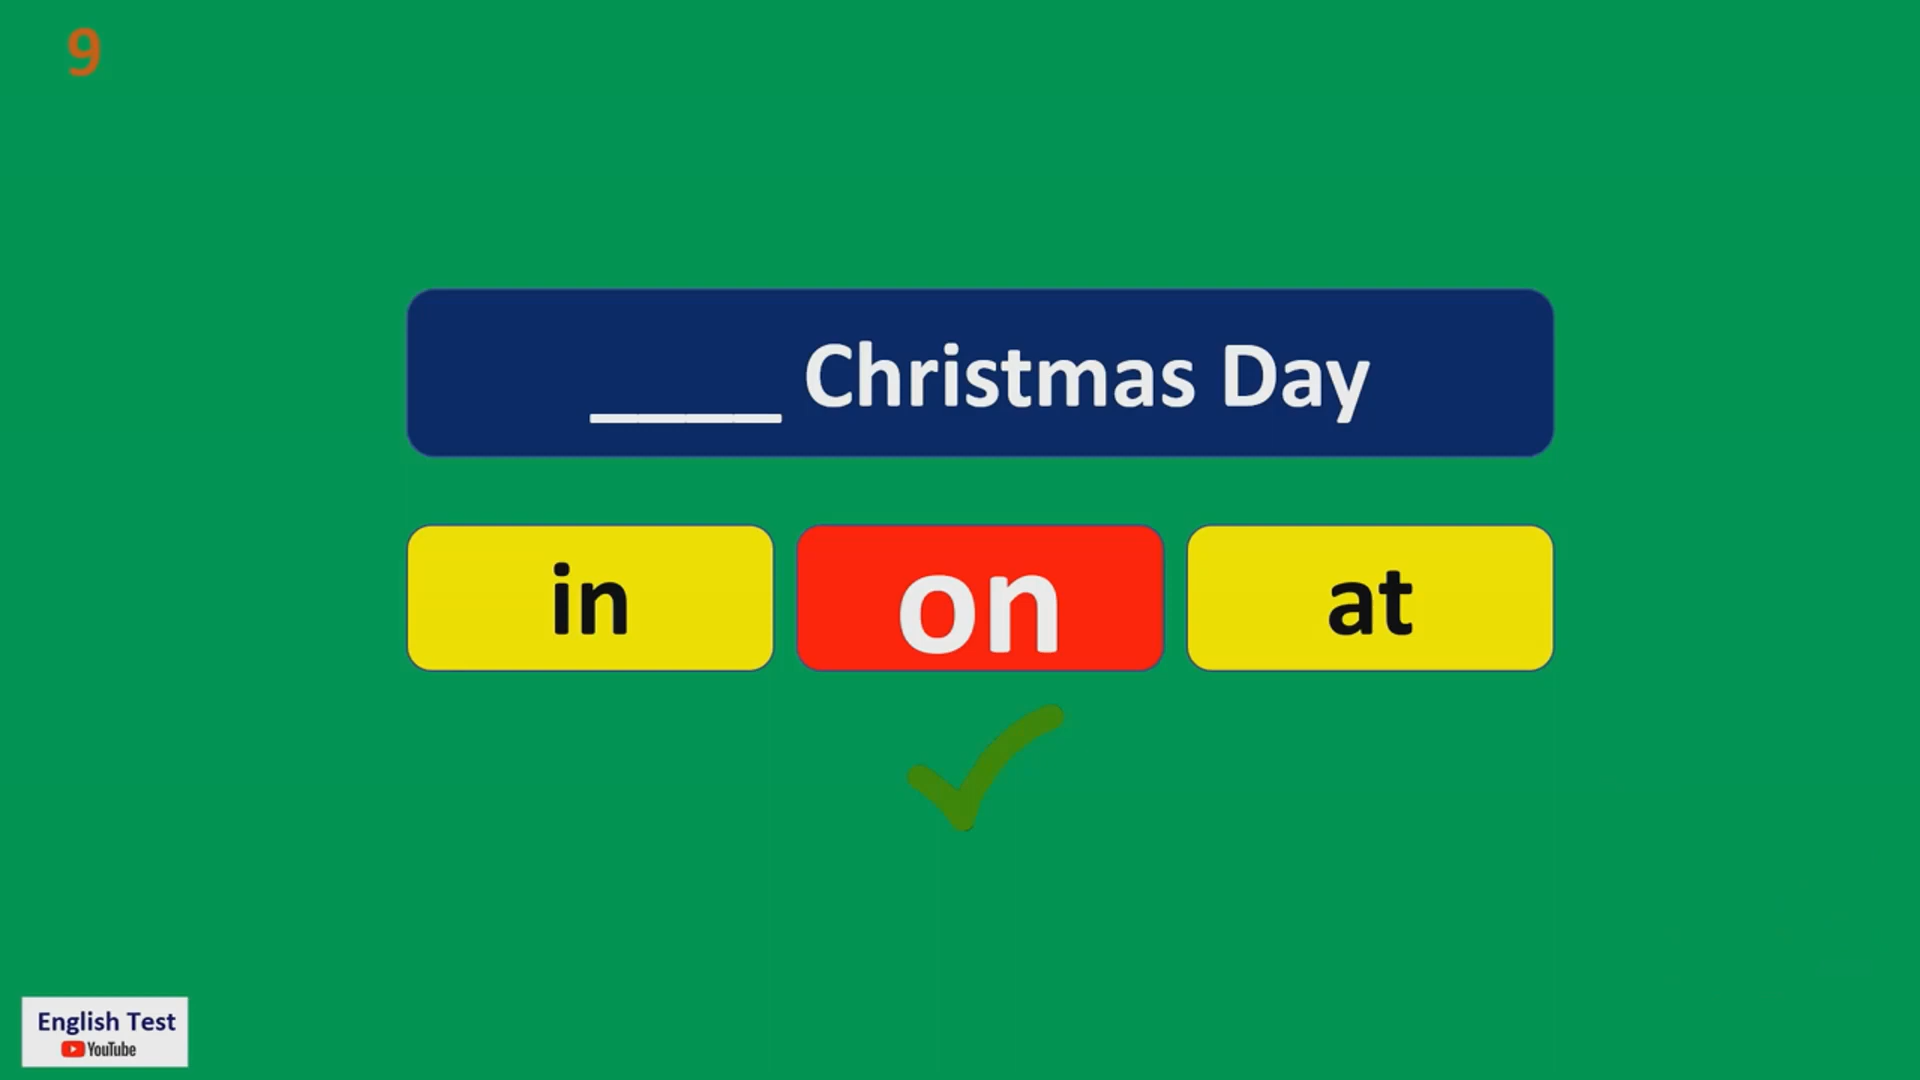 9
____ Christmas Day
in
on
at
English Test
YouTube